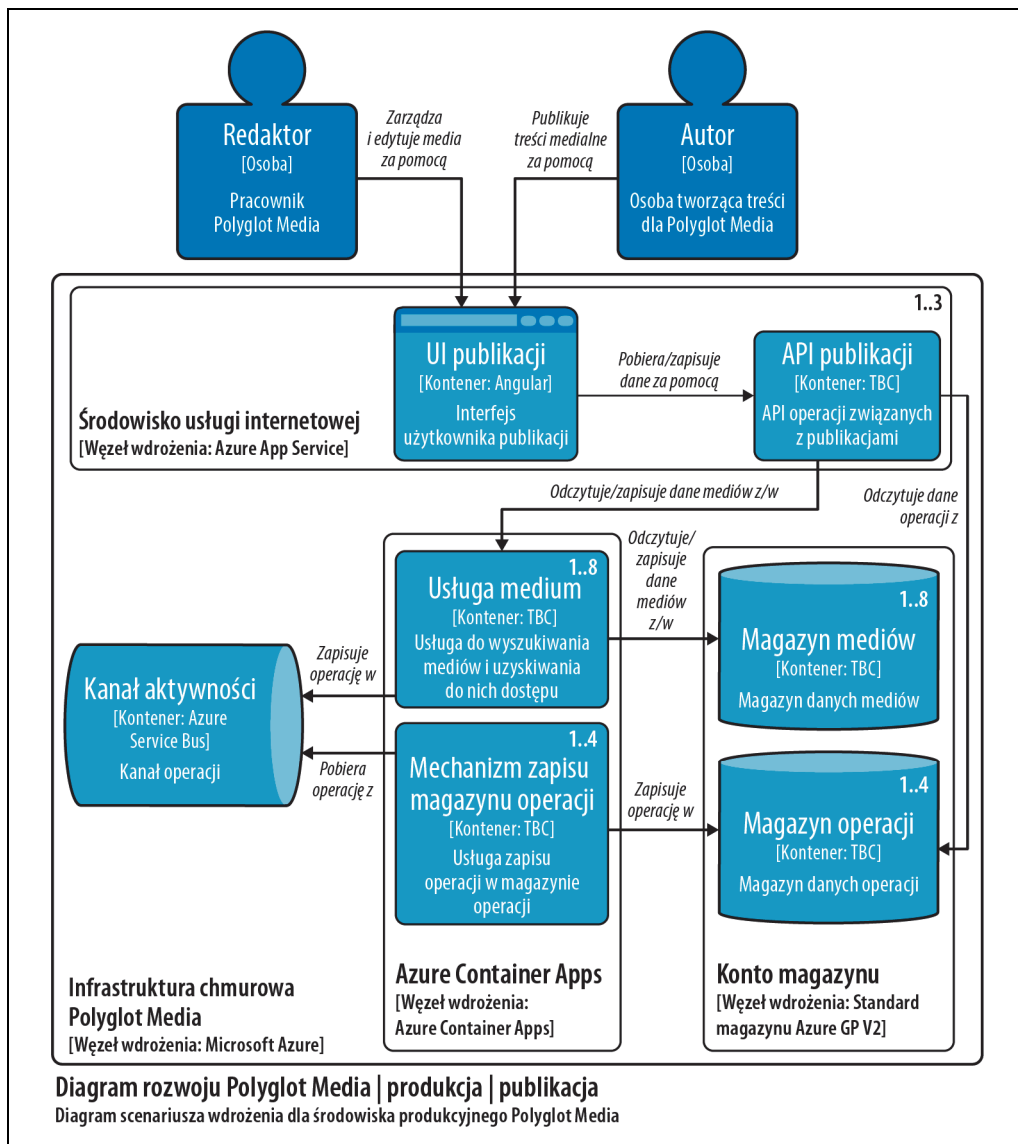 Redaktor
[Osoba]
Pracownik
Polyglot Media
Zarządza
i edytuje media
za pomocą
Publikuje
treści medialne
za pomocą
Autor
[Osoba]
Osoba tworząca treści
dla Polyglot Media
1..3
UI publikacji
[Kontener: Angular]
Interfejs
użytkownika publikacji
Pobiera/zapisuje
dane za pomocą
API publikacji
[Kontener: TBC]
API operacji związanych
z publikacjami
Środowisko usługi internetowej
[Węzeł wdrożenia: Azure App Service]
Odczytuje/zapisuje dane mediów z/w
Odczytuje dane
operacji z
1..8
Usługa medium
[Kontener: TBC]
Usługa do wyszukiwania
mediów i uzyskiwania
do nich dostępu
Odczytuje/
zapisuje
dane
mediów
z/w
1..8
Magazyn mediów
[Kontener: TBC]
Magazyn danych mediów
Zapisuje
operację w
Kanał aktywności
[Kontener: Azure
Service Bus]
Kanał operacji
Pobiera
operację z
1..4
Mechanizm zapisu
magazynu operacji
[Kontener: TBC]
Usługa zapisu
operacji w magazynie
operacji
Zapisuje
operację w
1..4
Magazyn operacji
[Kontener: TBC]
Magazyn danych operacji
Infrastruktura chmurowa
Polyglot Media
[Węzeł wdrożenia: Microsoft Azure]
Azure Container Apps
[Węzeł wdrożenia:
Azure Container Apps]
Konto magazynu
[Węzeł wdrożenia: Standard
magazynu Azure GP V2]
Diagram rozwoju Polyglot Media | produkcja | publikacja
Diagram scenariusza wdrożenia dla środowiska produkcyjnego Polyglot Media